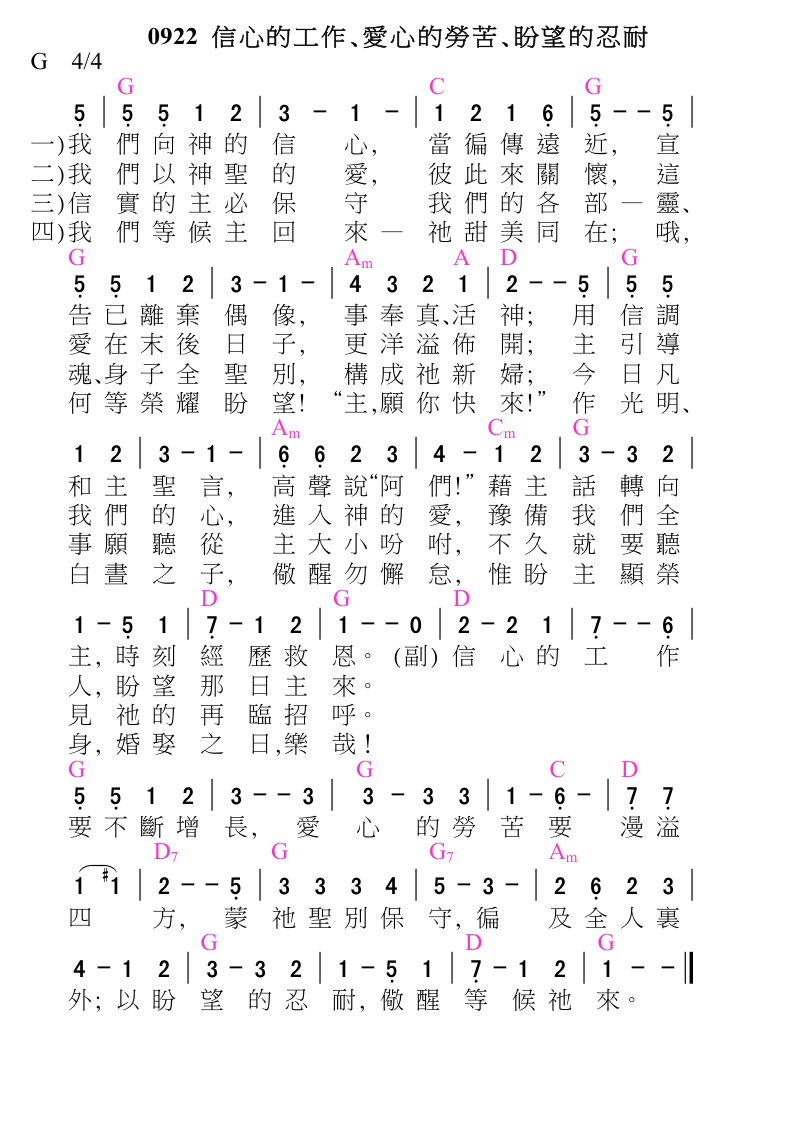 0922 信心的工作、愛心的勞苦、盼望的忍耐
G 4/4
G C G
5 | 5 5 1 2 | 3 - 1 - | 1 2 1 6 | 5 - - 5 |
一)我 們向神的 信 心, 當徧傳遠 近, 宣
二)我 們以神聖 的 愛, 彼此來關 懷, 這
三)信 實的主必 保 守 我們的各 部—靈、
四)我 們等候主 回 來— 祂甜美同 在; 哦,
G Am A D G
5 5 1 2 | 3 - 1 - | 4 3 2 1 | 2 - - 5 | 5 5
告已離棄 偶像, 事奉真、活 神; 用 信調
愛在末後 日子, 更洋溢佈 開; 主 引導
魂、身子全 聖別, 構成祂新 婦; 今 日凡
何等榮耀 盼望! “主,願你快 來!” 作 光明、
Am Cm G
1 2 | 3 - 1 - | 6 6 2 3 | 4 - 1 2 | 3 - 3 2 |
和主 聖言, 高聲說“阿 們!” 藉主 話轉向
我們 的心, 進入神的 愛, 豫備 我們全
事願 聽從 主大小吩 咐, 不久 就要聽
白晝 之子, 儆醒勿懈 怠, 惟盼 主顯榮
D G D
1 - 5 1 | 7 - 1 2 | 1 - - 0 | 2 - 2 1 | 7 - - 6 |
主, 時刻 經歷救 恩。 (副) 信心的 工 作
人, 盼望 那日主 來。
見祂的 再臨招 呼。
身, 婚娶 之日,樂 哉!
G G C D
5 5 1 2 | 3 - - 3 | 3 - 3 3 | 1 - 6 - | 7 7
要不斷增 長, 愛 心 的勞 苦要 漫溢
D7 G G7 Am
1 #1 | 2 - - 5 | 3 3 3 4 | 5 - 3 - | 2 6 2 3 |
四 方, 蒙 祂聖別保 守, 徧 及全人裏
G D G
4 - 1 2 | 3 - 3 2 | 1 - 5 1 | 7 - 1 2 | 1 - - ‖
外; 以盼 望的忍 耐, 儆醒 等候祂 來。